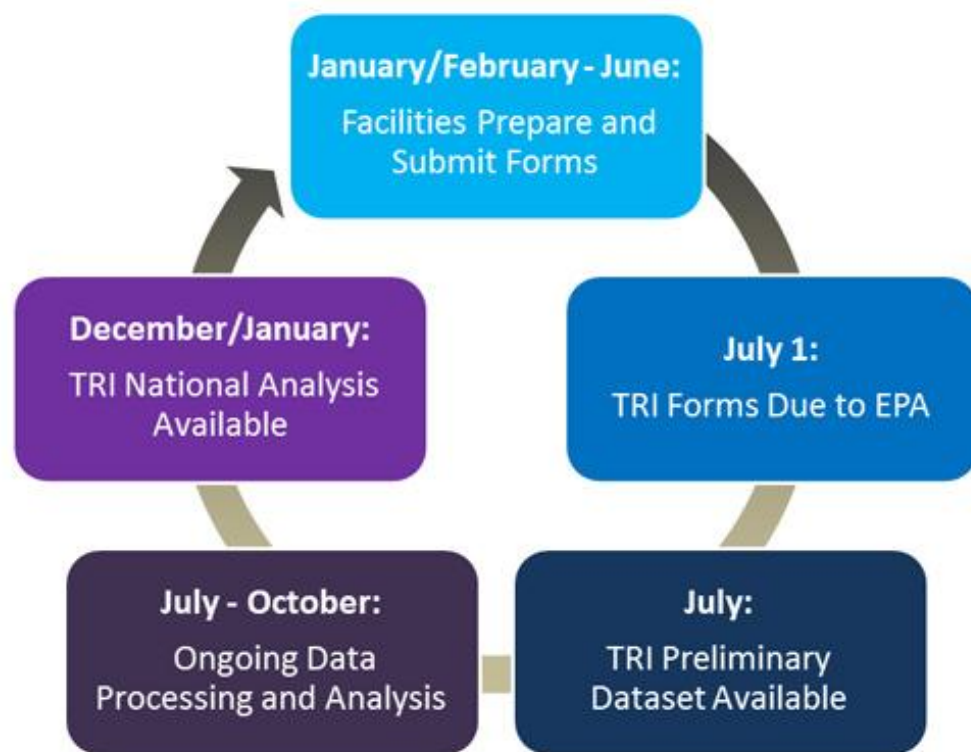 January/February - June:
Facilities Prepare and
Submit Forms
July 1:
TRI Forms Due to EPA
July:
TRI Preliminary
Dataset Available
July - October:
Ongoing Data
Processing and Analysis
December/January:
TRI National Analysis
Available